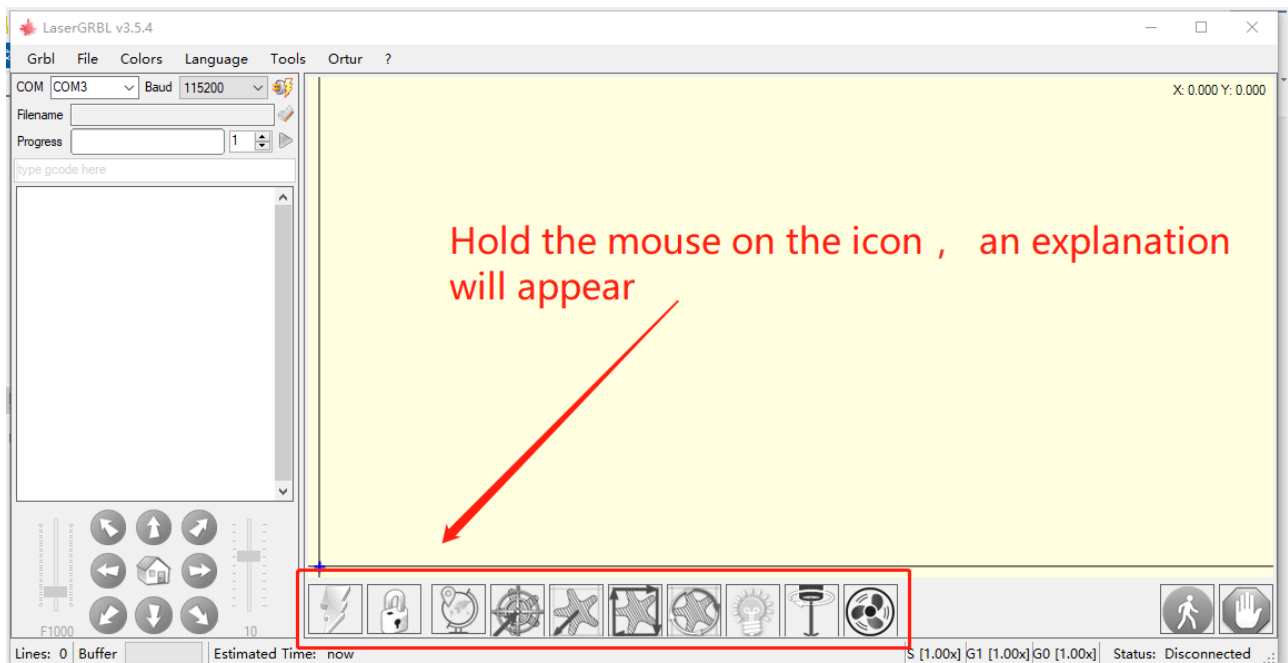 LaserGRBL v3.5.4
Grbl File Colors Language Tools Ortur ?
COM COM3 Baud 115200
X: 0.000 Y: 0.000
Filename
Progress 1
type gcode here
Hold the mouse on the icon , an explanation
will appear
F1000 10
Lines: 0 Buffer Estimated Time: now S [1.00x] G1 [1.00x] G0 [1.00x] Status: Disconnected